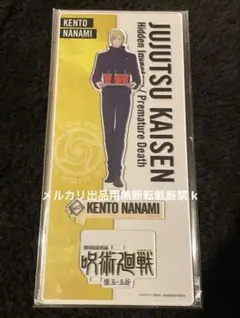 KENTO
NANAMI
JUJUTSU KAISEN
Hidden Inventory / Premature Death
メルカリ出品用無断転載厳禁 k
KENTO NANAMI
呪術廻戦
懐玉・玉折